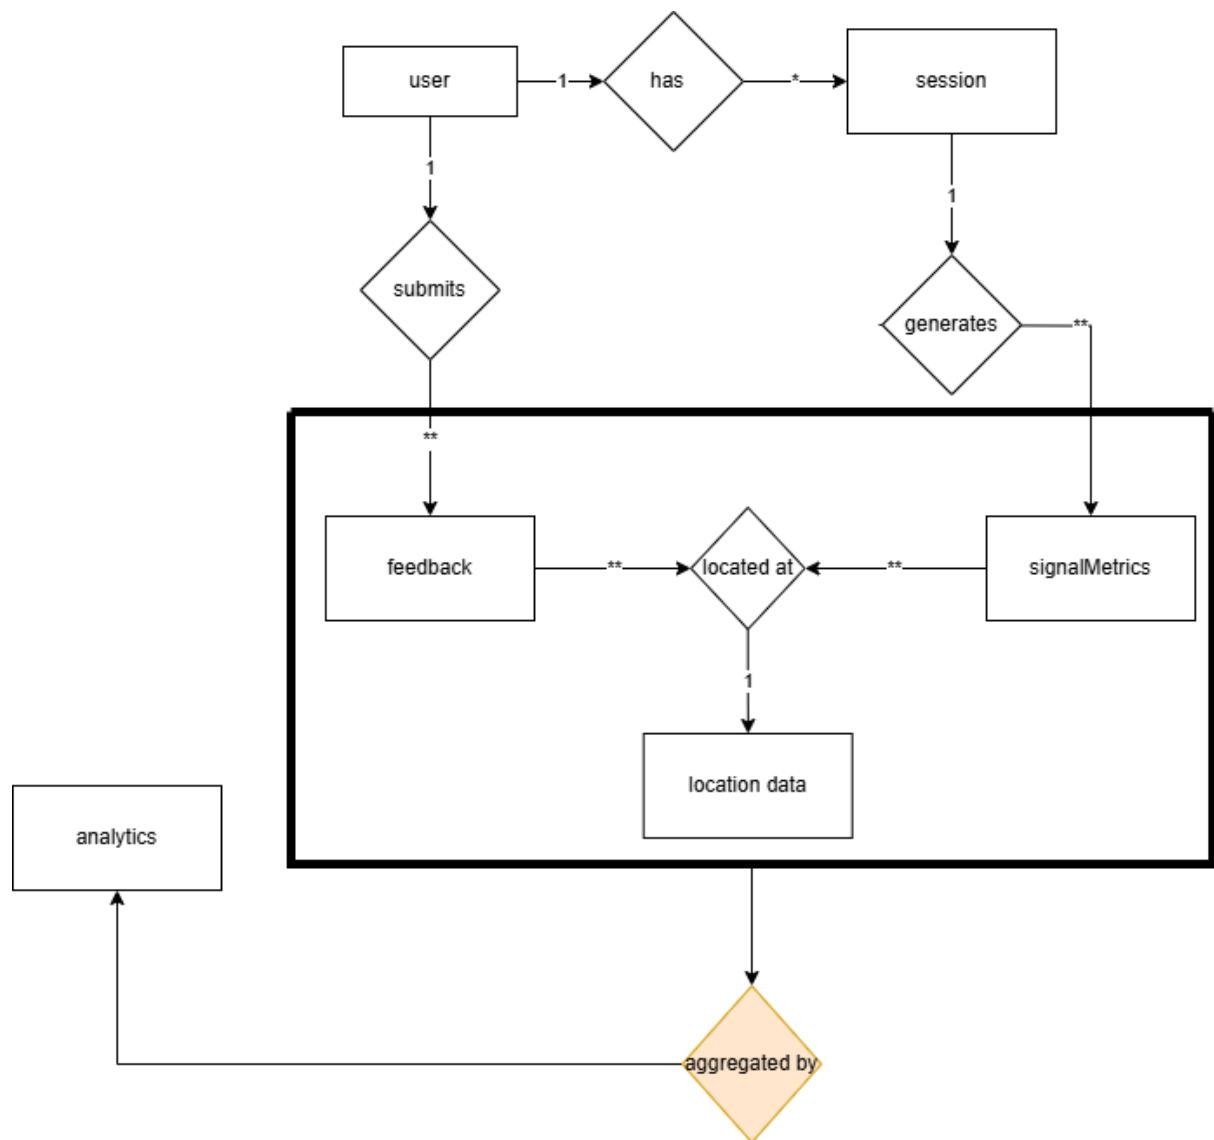 user
1
has
*
session
1
1
submits
generates
**
**
feedback
**
located at
**
signalMetrics
1
location data
analytics
aggregated by